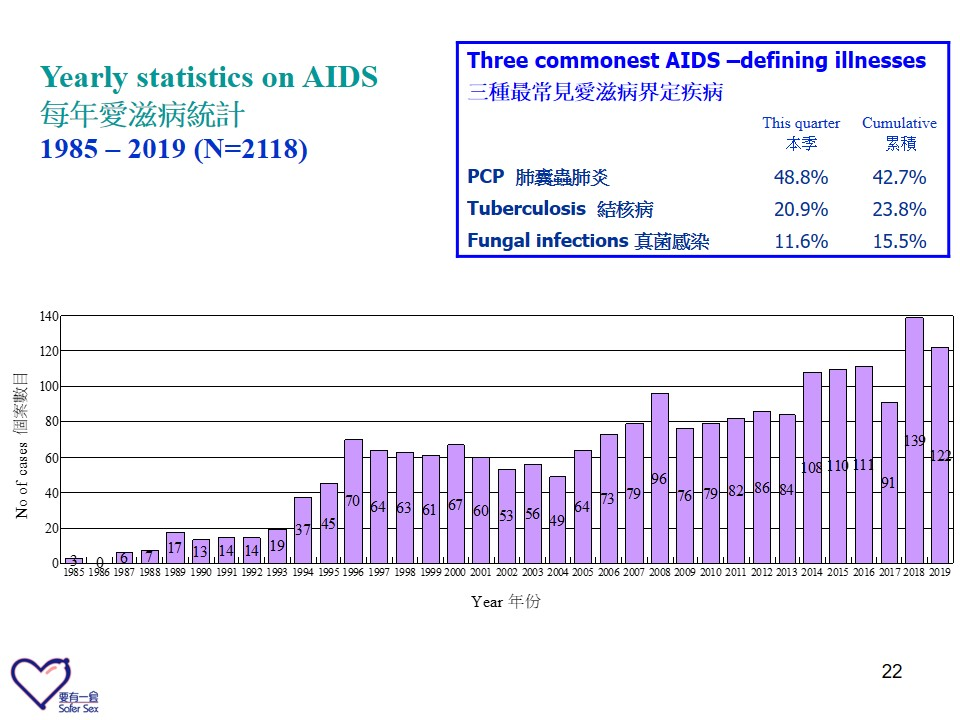 Yearly statistics on AIDS
每年愛滋病統計
1985 – 2019 (N=2118)
Three commonest AIDS –defining illnesses
三種最常見愛滋病界定疾病
This quarter Cumulative
本季 累積
PCP 肺囊蟲肺炎 48.8% 42.7%
Tuberculosis 結核病 20.9% 23.8%
Fungal infections 真菌感染 11.6% 15.5%
No of cases 個案數目
140
120
100
80
60
40
20
0
3 0 6 7 17 13 14 14 19 37 45 70 64 63 61 67 60 53 56 49 64 73 79 96 76 79 82 86 84 108 110 111 91 139 122
1985 1986 1987 1988 1989 1990 1991 1992 1993 1994 1995 1996 1997 1998 1999 2000 2001 2002 2003 2004 2005 2006 2007 2008 2009 2010 2011 2012 2013 2014 2015 2016 2017 2018 2019
Year 年份
要有一套
Safer Sex
22